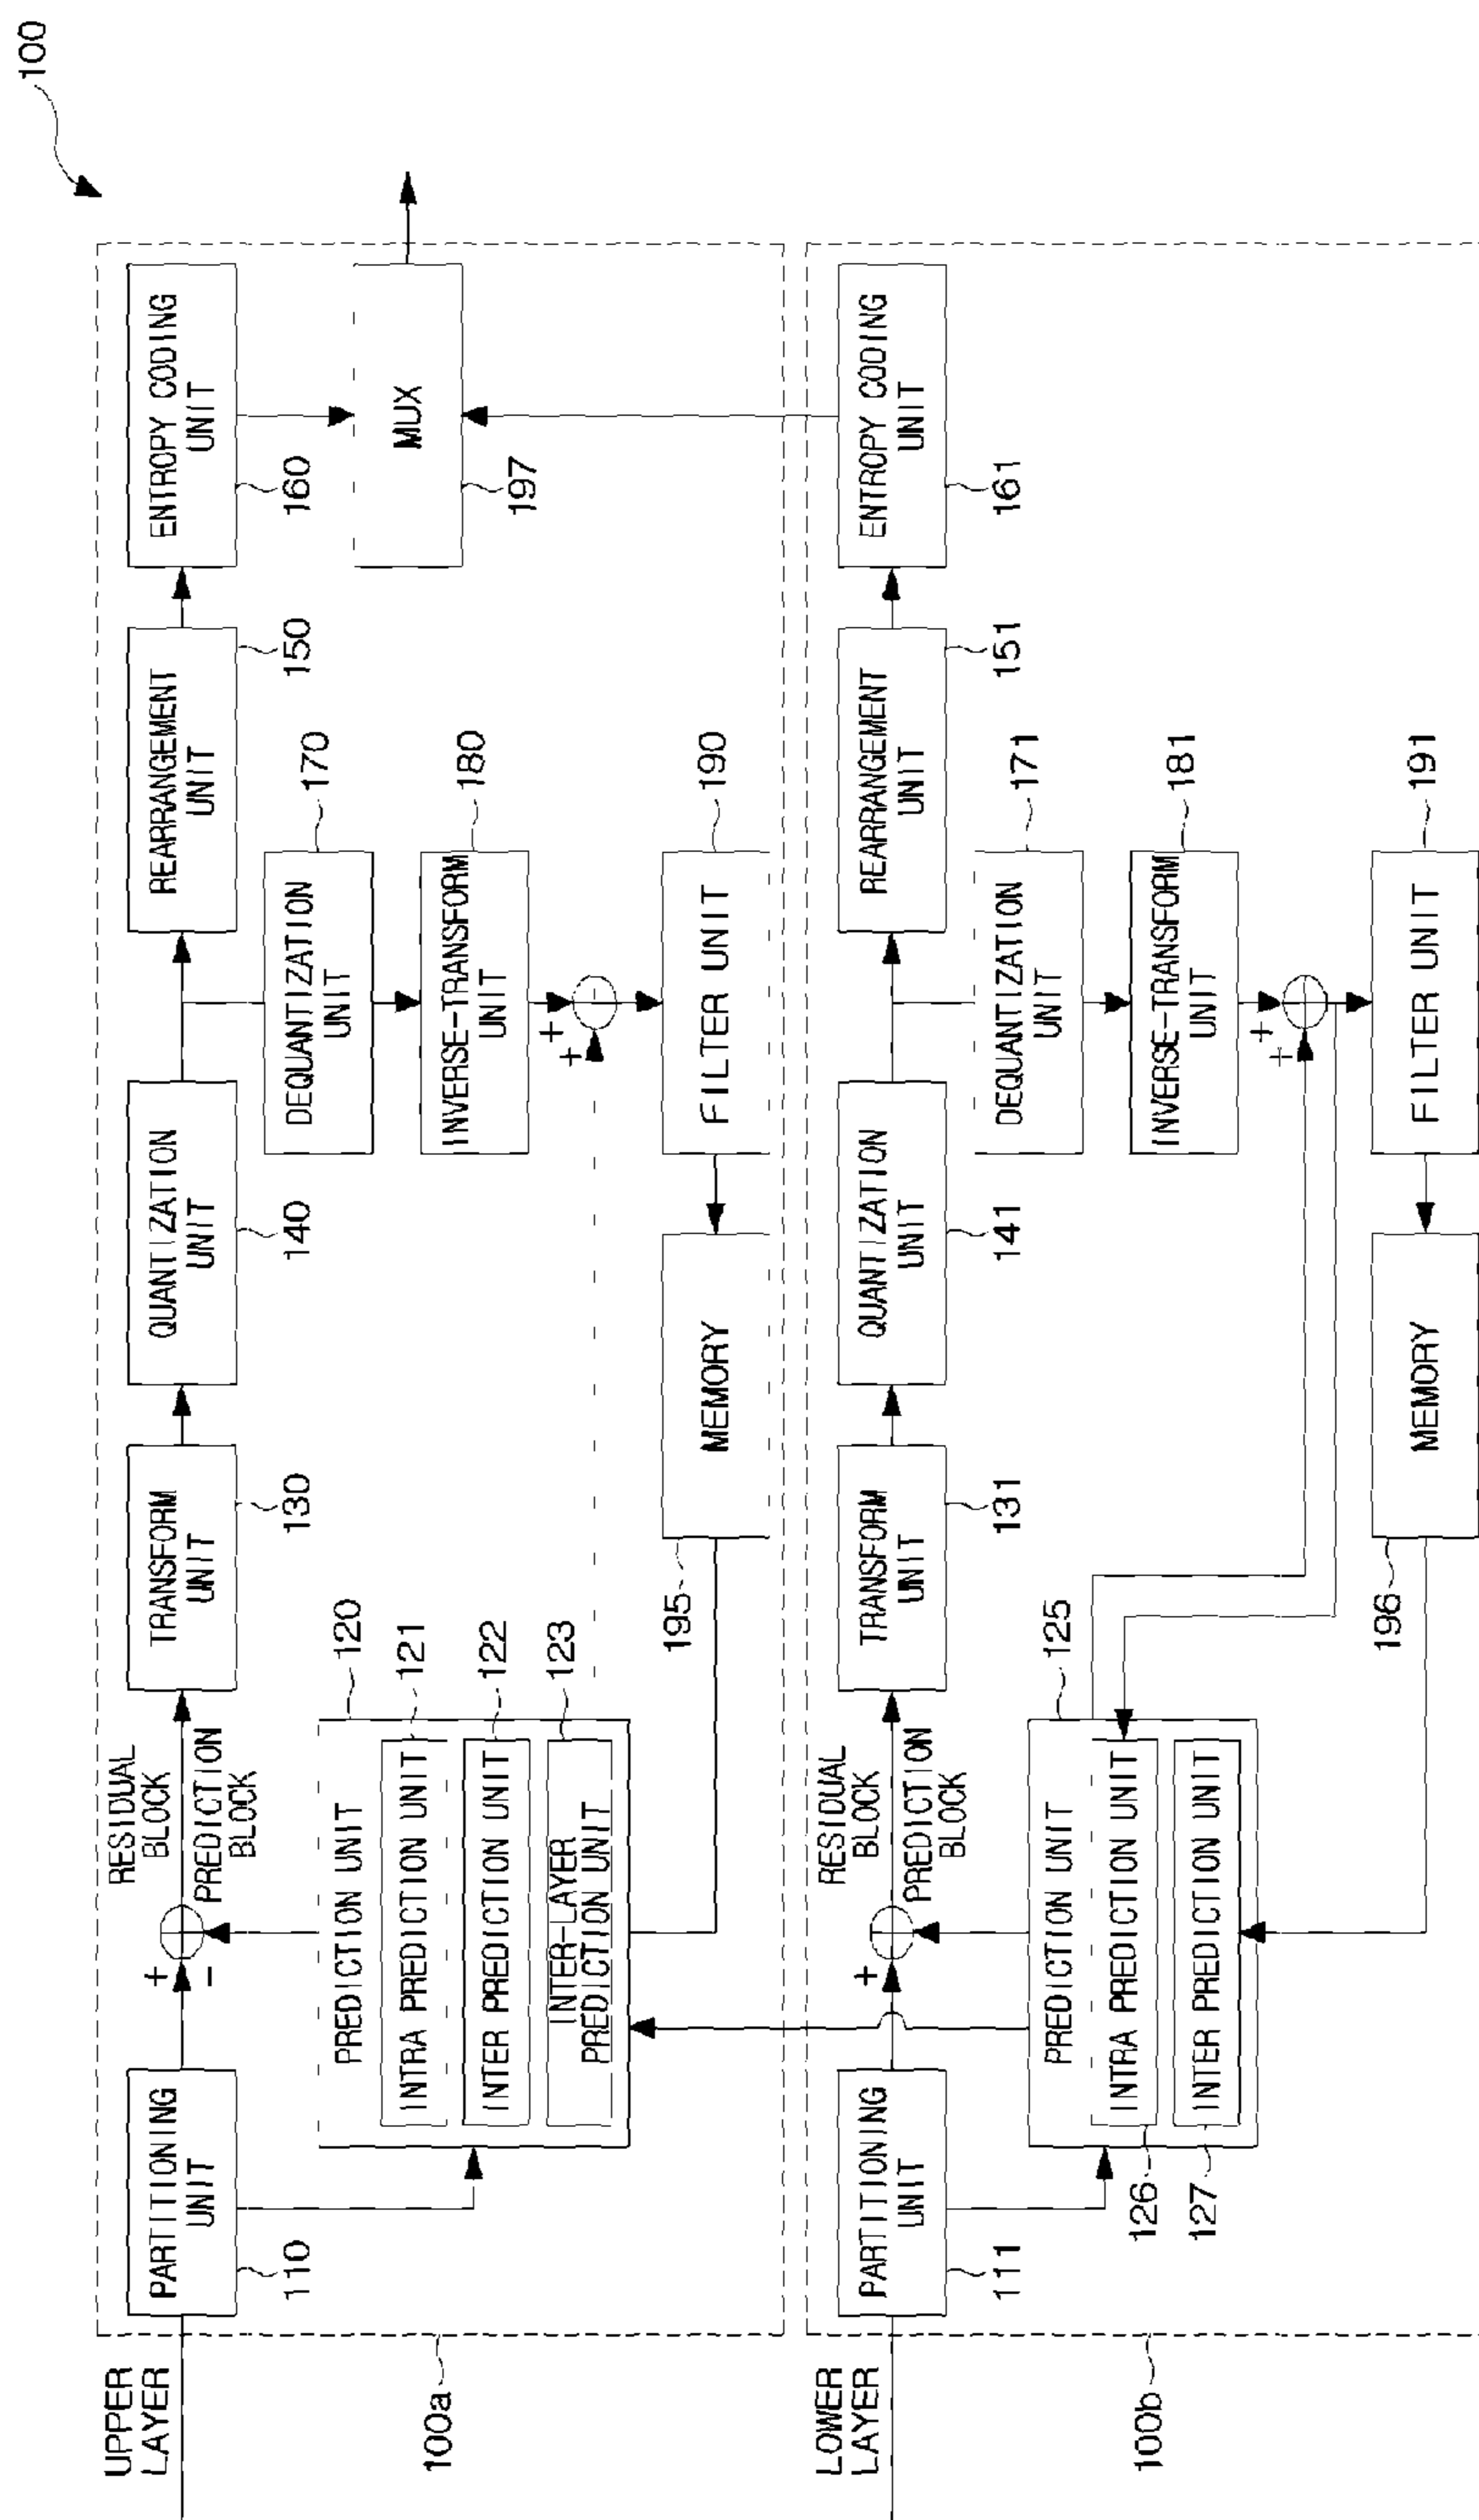 100
UPPER
LAYER
100a
PARTITIONING
UNIT
110
+
-
RESIDUAL
BLOCK
PREDICTION
BLOCK
TRANSFORM
UNIT
130
QUANTIZATION
UNIT
140
REARRANGEMENT
UNIT
150
ENTROPY CODING
UNIT
160
MUX
197
PREDICTION UNIT
120
INTRA PREDICTION UNIT
121
INTER PREDICTION UNIT
122
INTER-LAYER
PREDICTION UNIT
123
DEQUANTIZATION
UNIT
170
INVERSE-TRANSFORM
UNIT
180
+
+
FILTER UNIT
190
MEMORY
195
LOWER
LAYER
100b
PARTITIONING
UNIT
111
+
RESIDUAL
BLOCK
PREDICTION
BLOCK
TRANSFORM
UNIT
131
QUANTIZATION
UNIT
141
REARRANGEMENT
UNIT
151
ENTROPY CODING
UNIT
161
PREDICTION UNIT
125
INTRA PREDICTION UNIT
126
INTER PREDICTION UNIT
127
DEQUANTIZATION
UNIT
171
INVERSE-TRANSFORM
UNIT
181
+
+
FILTER UNIT
191
MEMORY
196